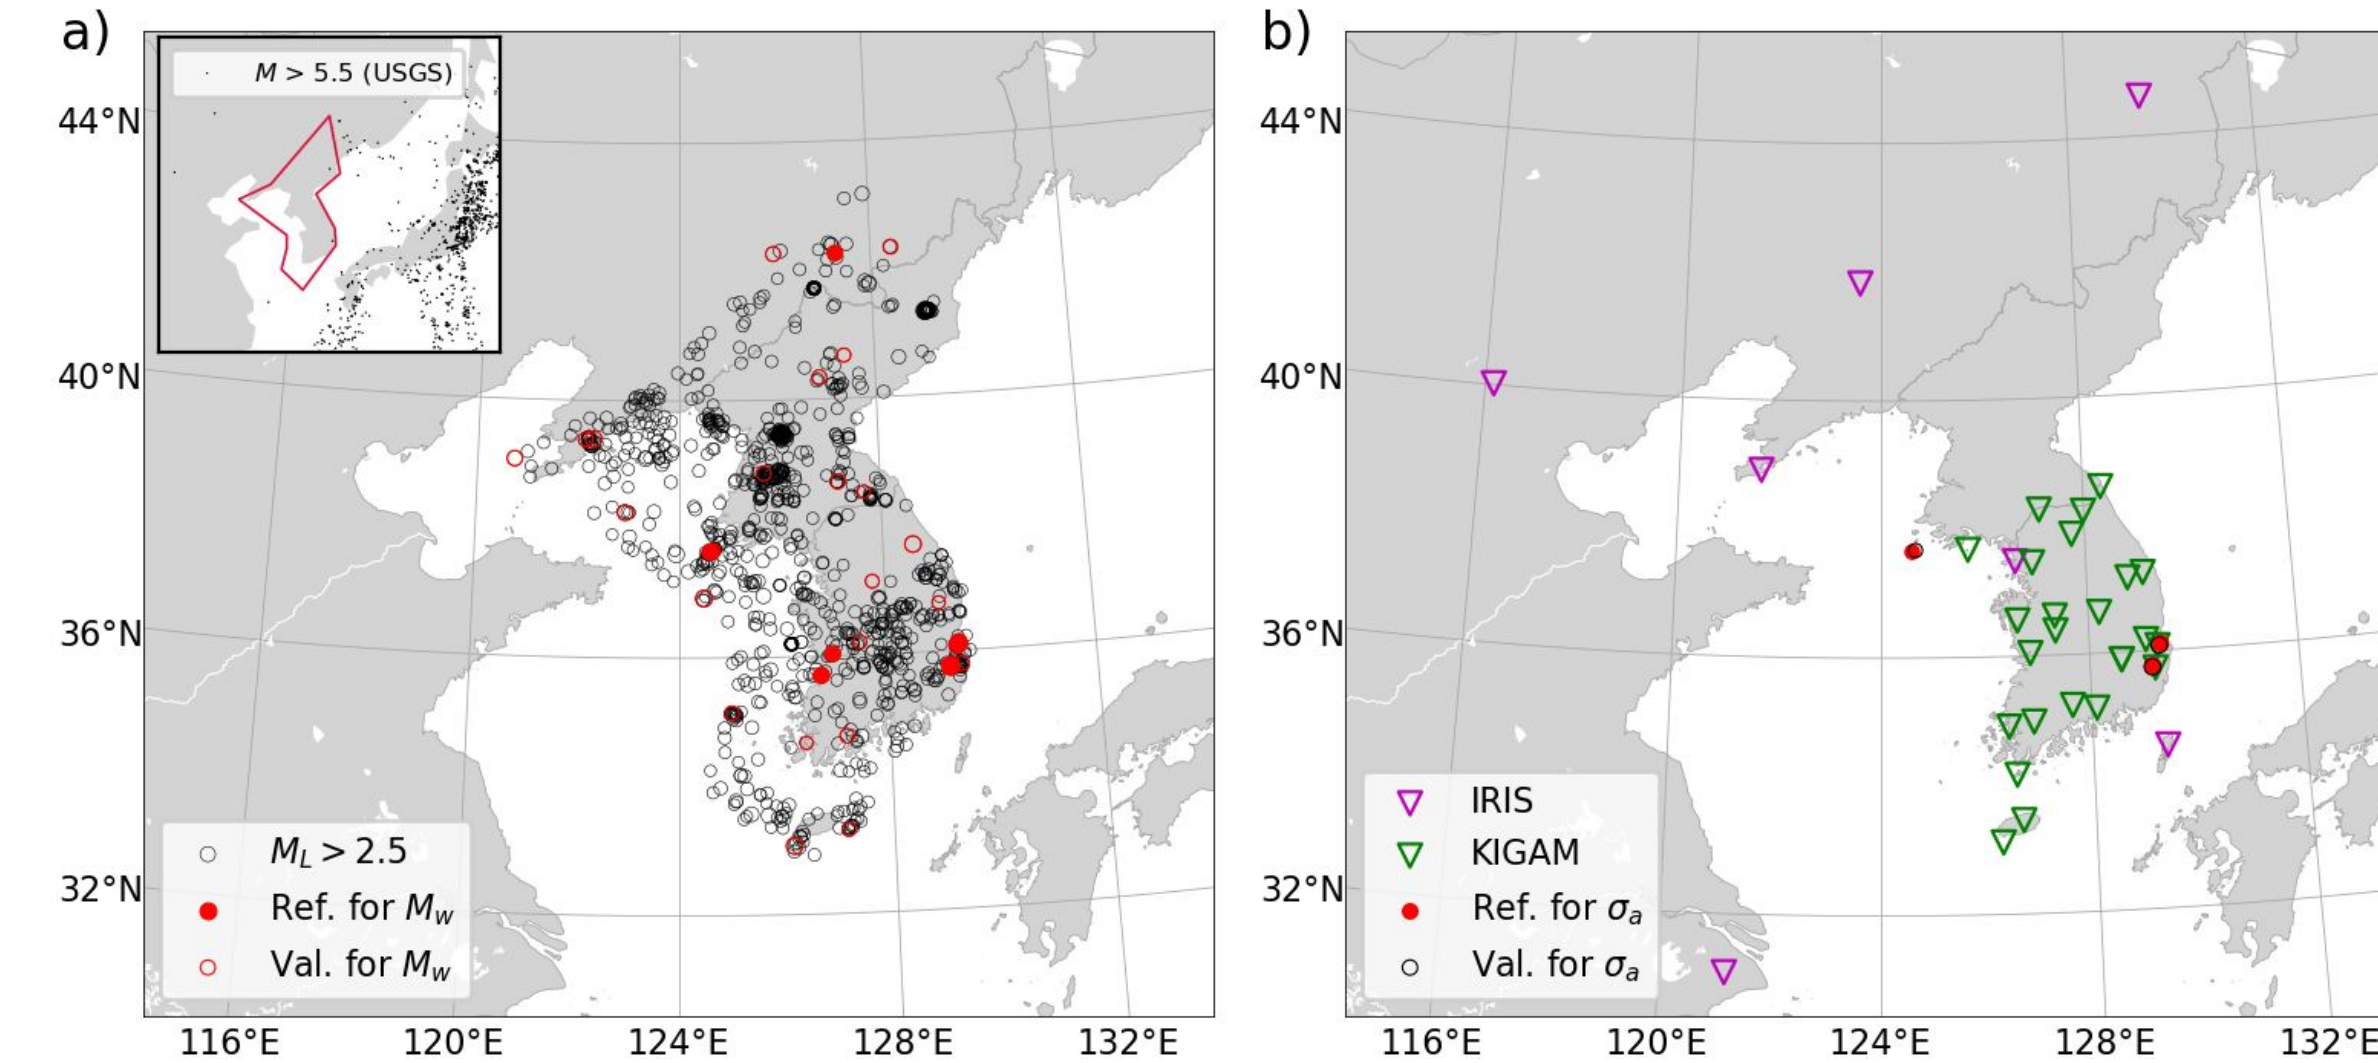 a)
M > 5.5 (USGS)
44°N
40°N
36°N
32°N
M_L > 2.5
Ref. for M_w
Val. for M_w
116°E 120°E 124°E 128°E 132°E
b)
44°N
40°N
36°N
32°N
IRIS
KIGAM
Ref. for σ_a
Val. for σ_a
116°E 120°E 124°E 128°E 132°E